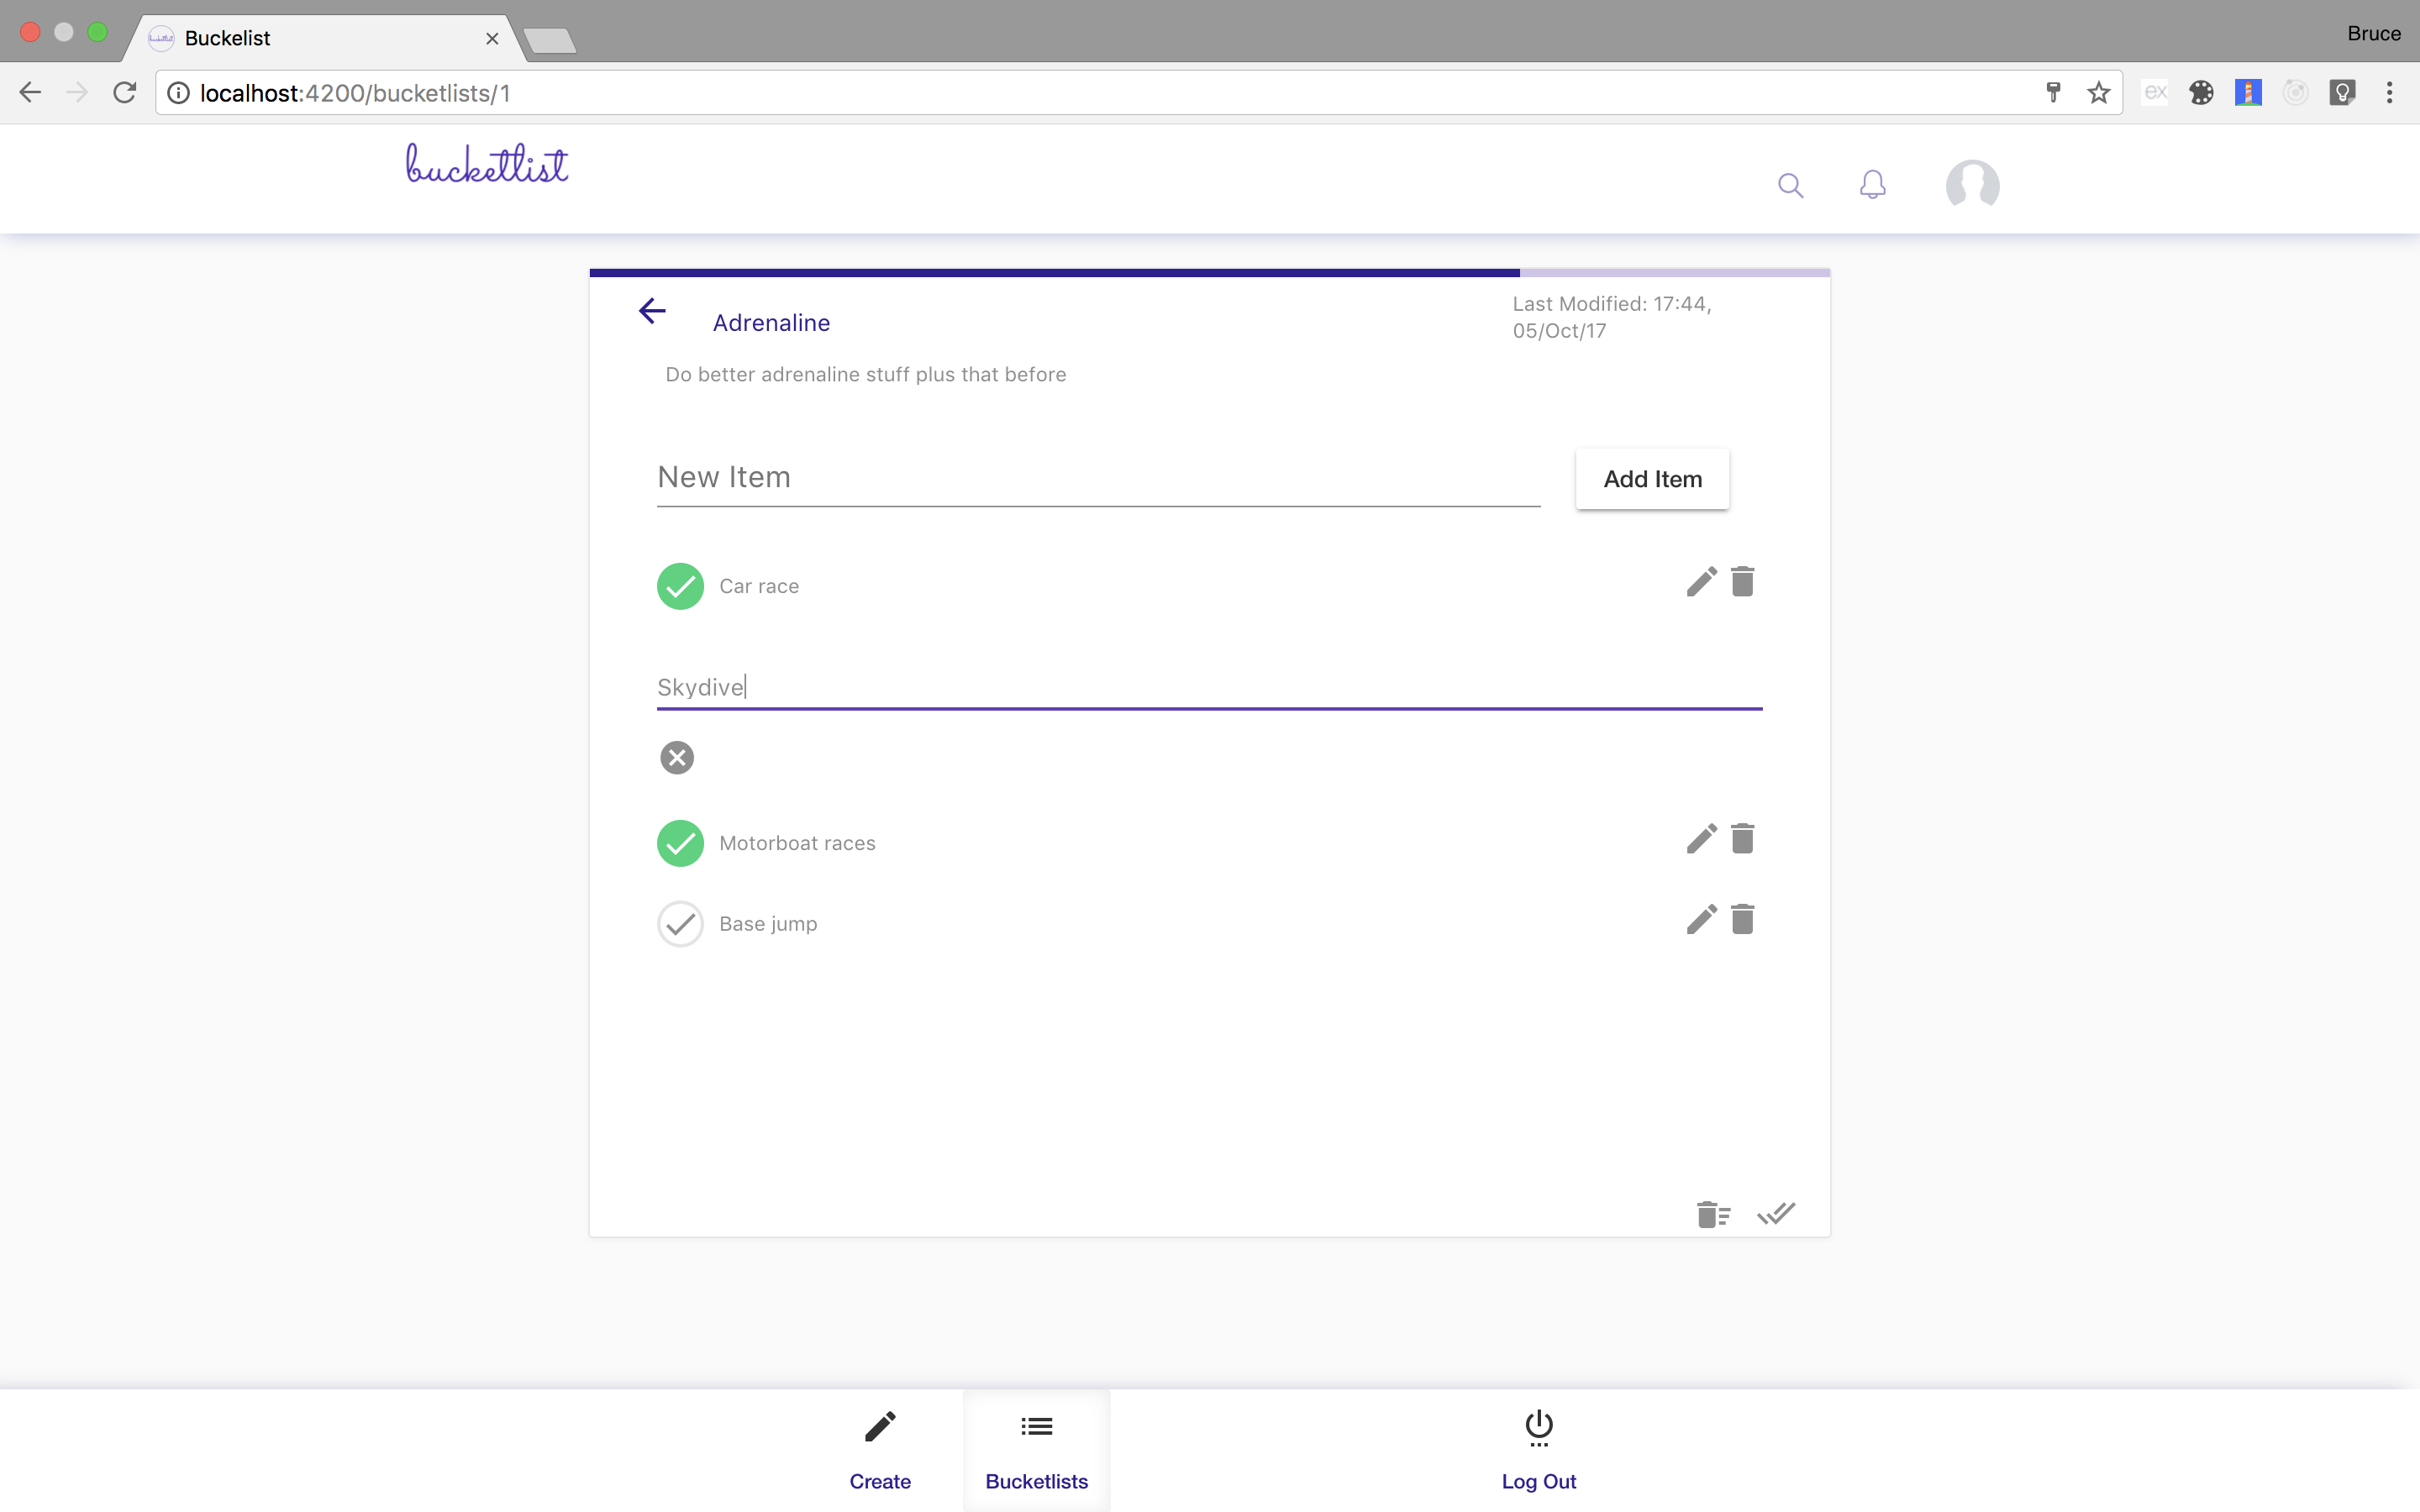 Buckelist
Bruce
localhost:4200/bucketlists/1
ex
bucketlist
Adrenaline
Last Modified: 17:44,
05/Oct/17
Do better adrenaline stuff plus that before
New Item
Add Item
Car race
Skydive
Motorboat races
Base jump
Create
Bucketlists
Log Out